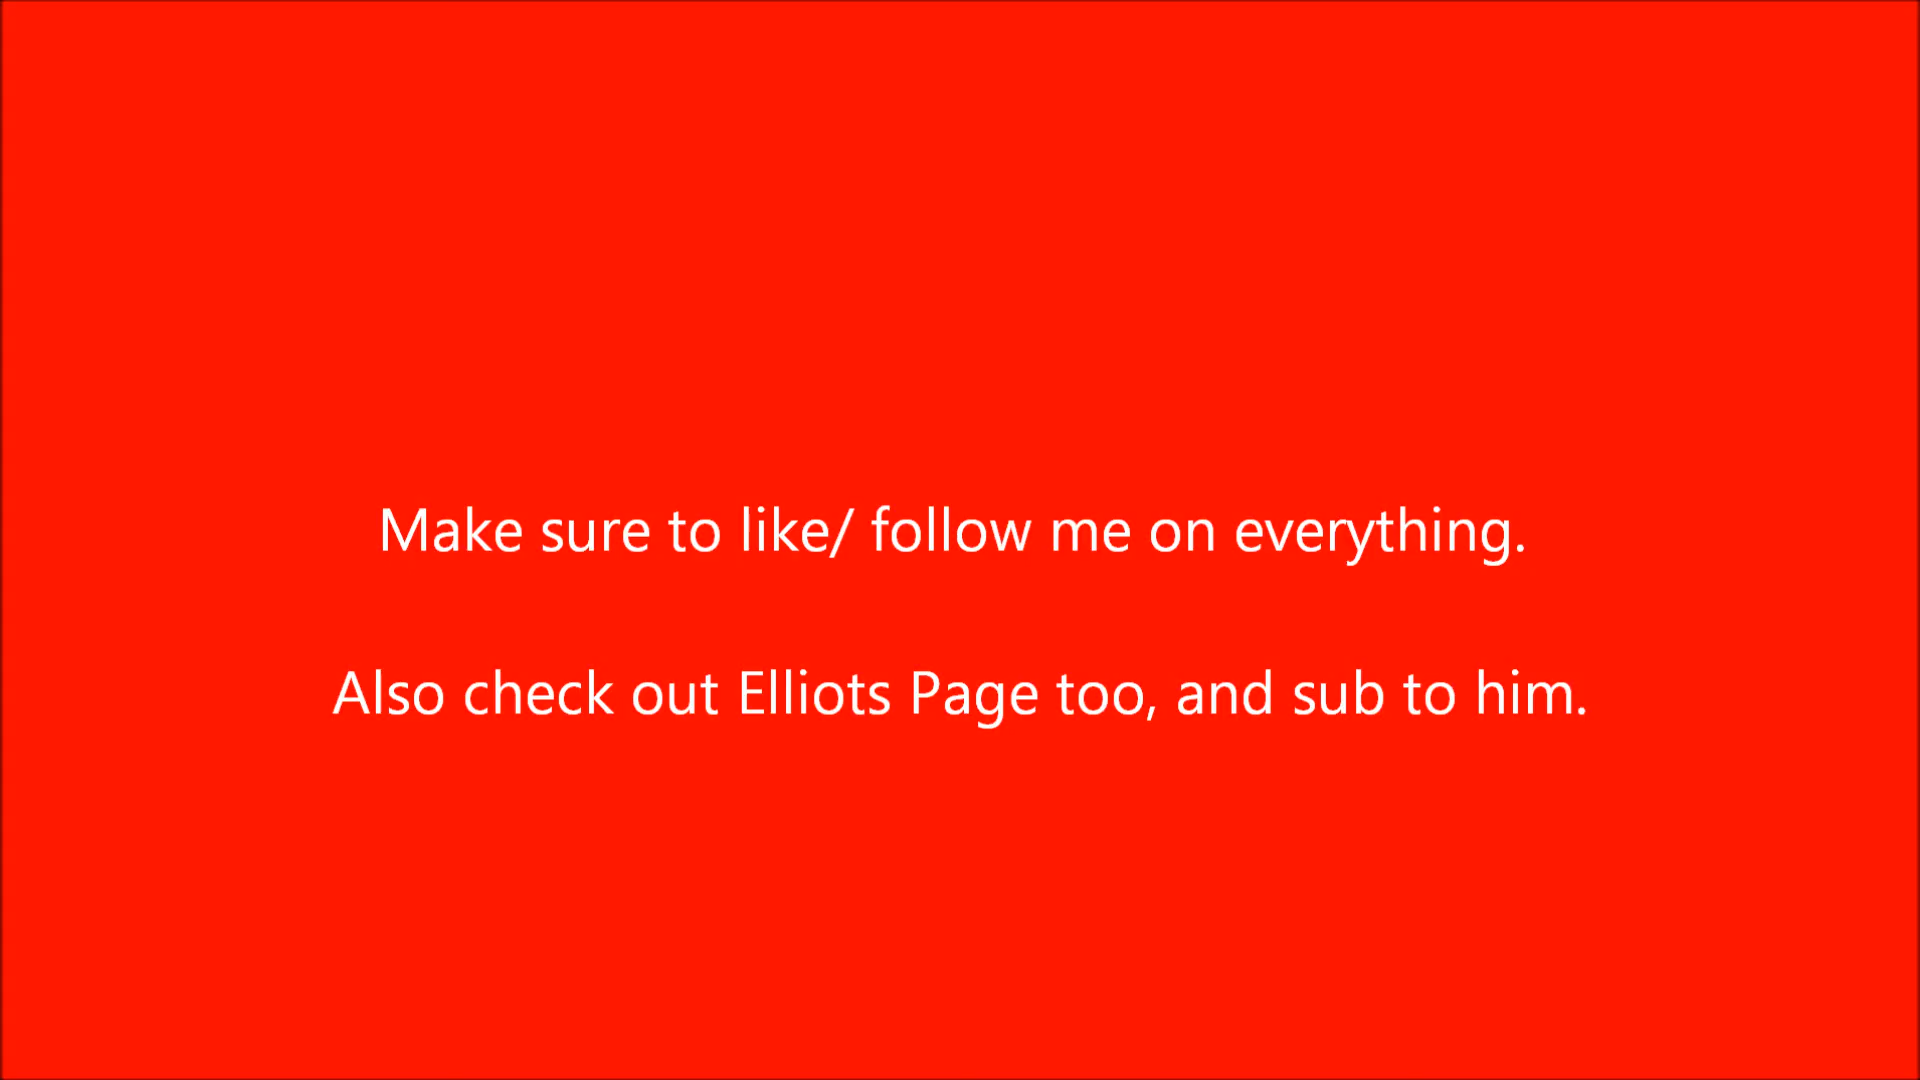 Make sure to like/ follow me on everything.
Also check out Elliots Page too, and sub to him.